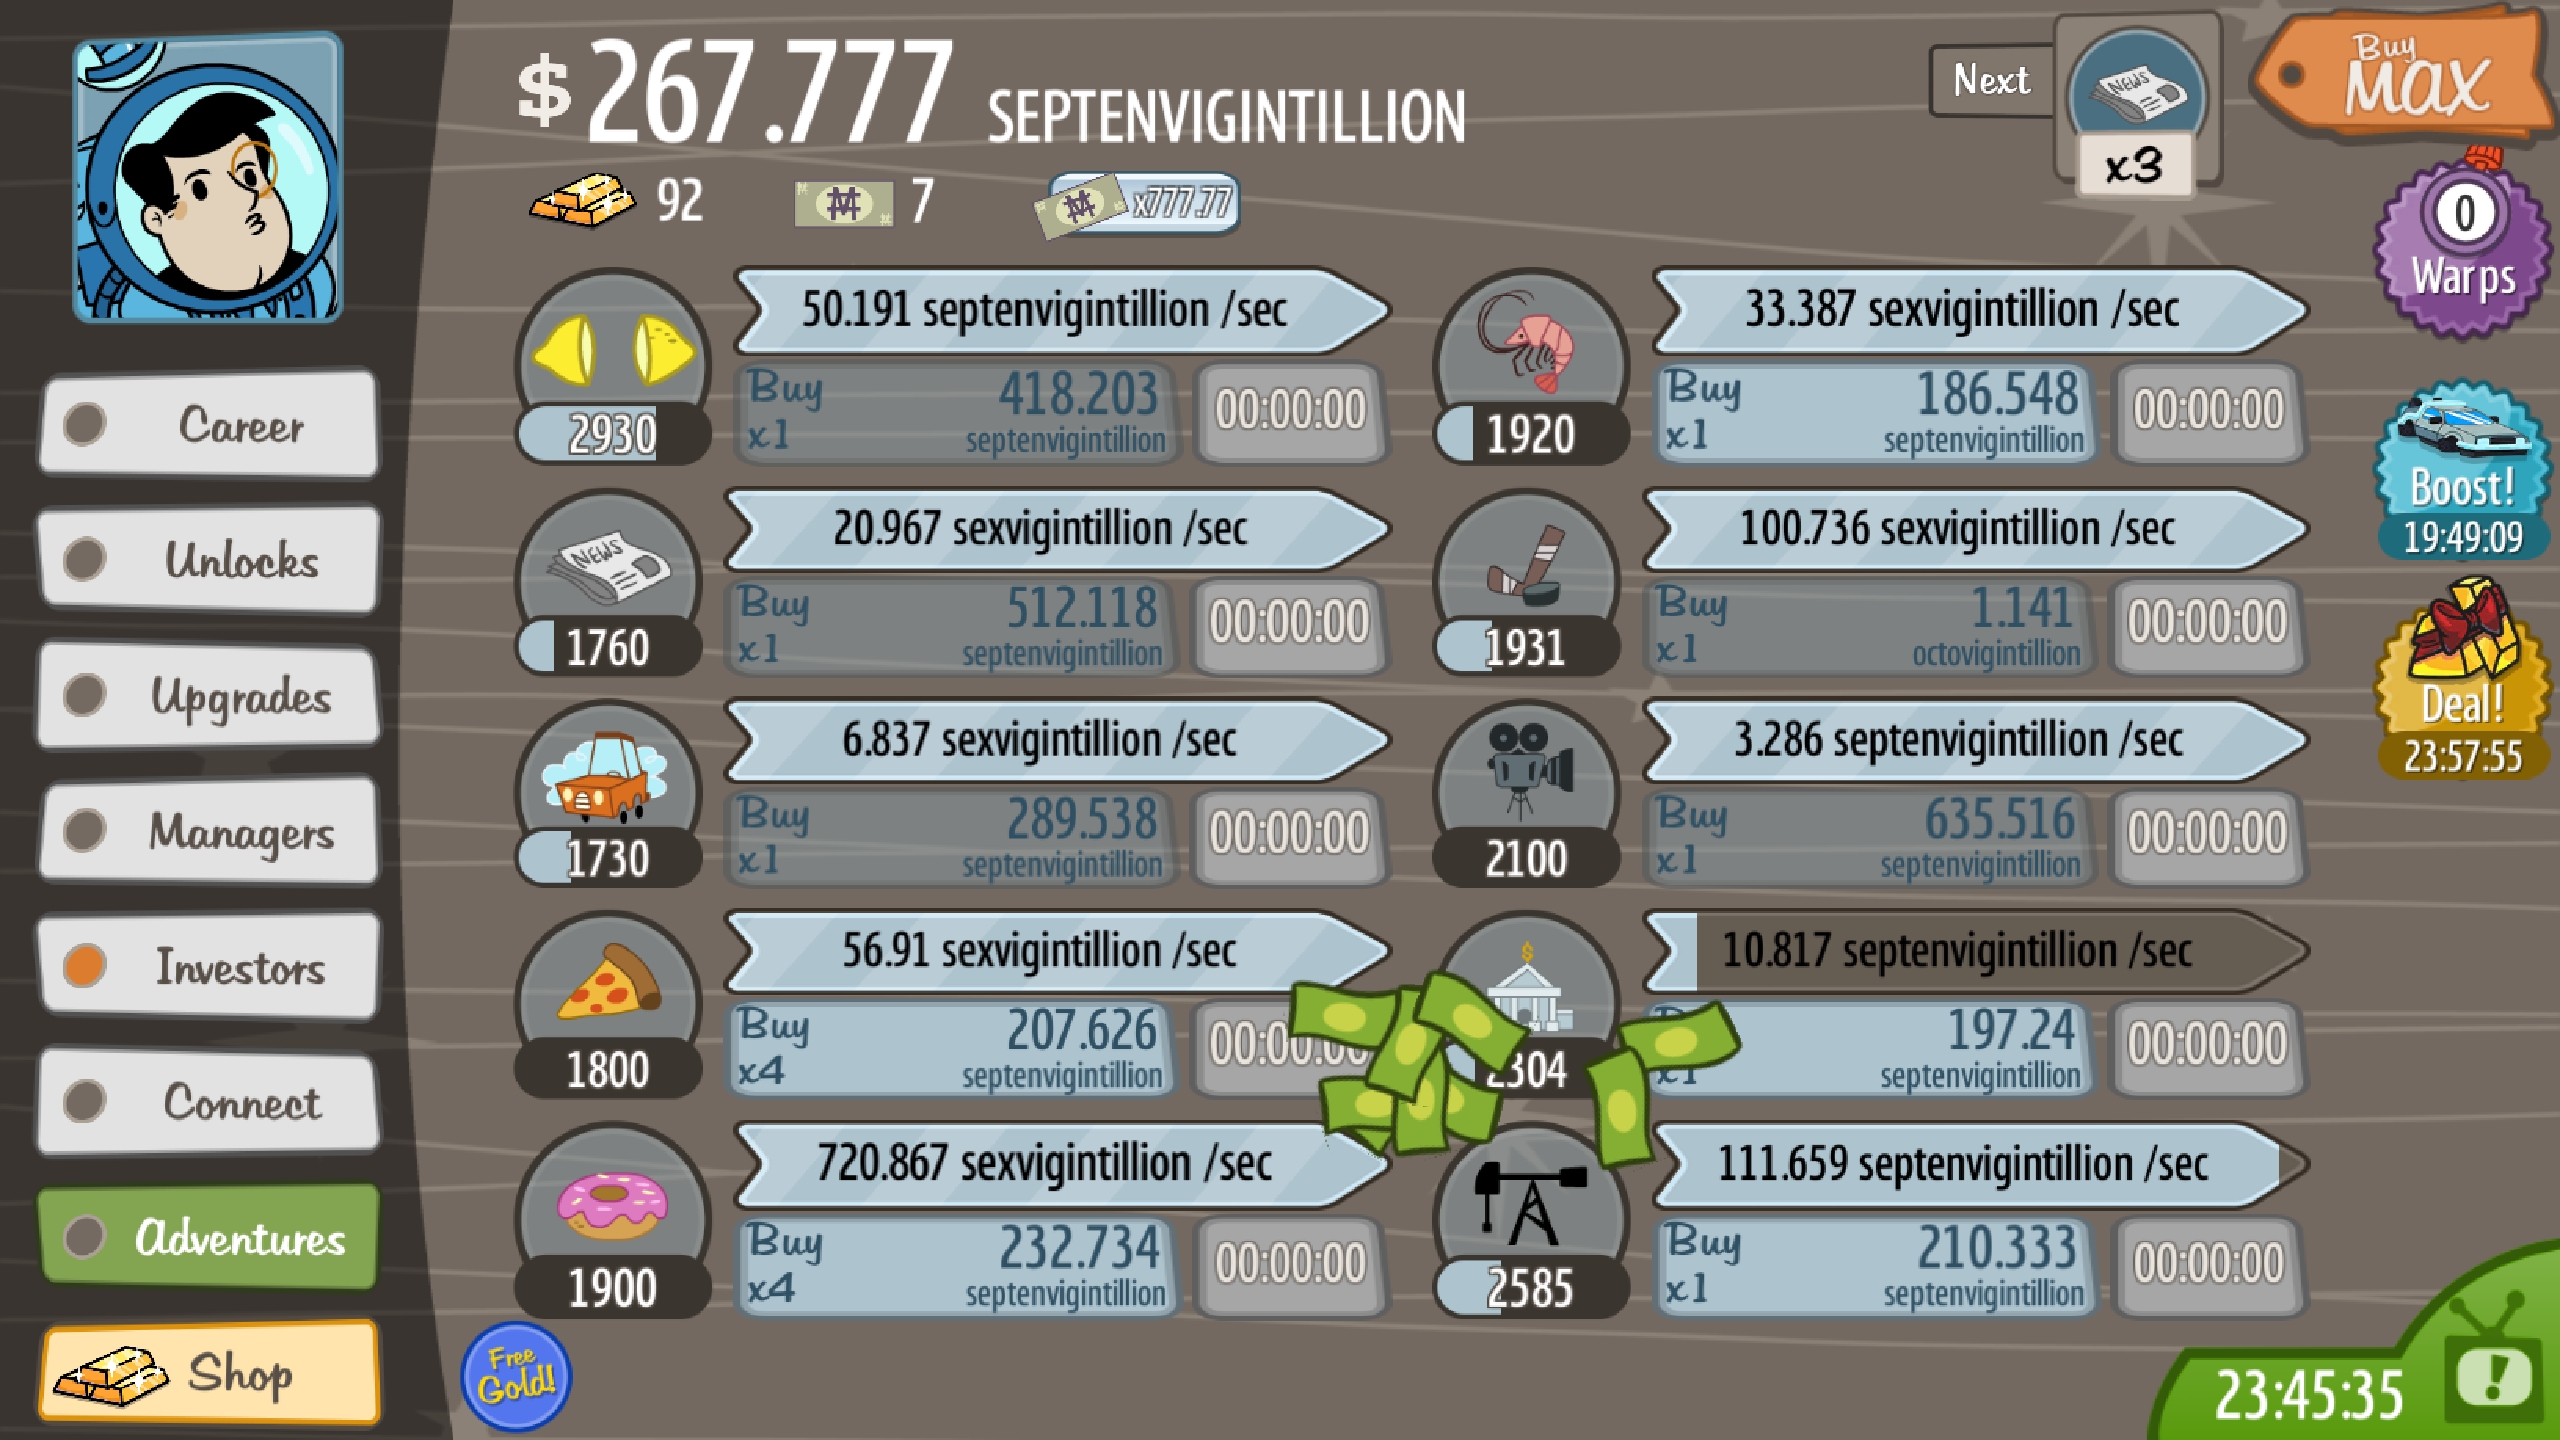 $267.777 SEPTENVIGINTILLION
Next
NEWS
x3
Buy
MAX
92
7
x777.77
0
Warps
50.191 septenvigintillion /sec
Buy
x1
418.203
septenvigintillion
00:00:00
2930
33.387 sexvigintillion /sec
Buy
x1
186.548
septenvigintillion
00:00:00
1920
Boost!
19:49:09
Career
NEWS
20.967 sexvigintillion /sec
Buy
x1
512.118
septenvigintillion
00:00:00
1760
100.736 sexvigintillion /sec
Buy
x1
1.141
octovigintillion
00:00:00
1931
Deal!
23:57:55
Unlocks
Upgrades
6.837 sexvigintillion /sec
Buy
x1
289.538
septenvigintillion
00:00:00
1730
3.286 septenvigintillion /sec
Buy
x1
635.516
septenvigintillion
00:00:00
2100
Managers
Investors
56.91 sexvigintillion /sec
Buy
x4
207.626
septenvigintillion
1800
10.817 septenvigintillion /sec
x1
197.24
septenvigintillion
00:00:00
2304
Connect
Adventures
720.867 sexvigintillion /sec
Buy
x4
232.734
septenvigintillion
00:00:00
1900
111.659 septenvigintillion /sec
Buy
x1
210.333
septenvigintillion
00:00:00
2585
Shop
Free
Gold!
23:45:35
!